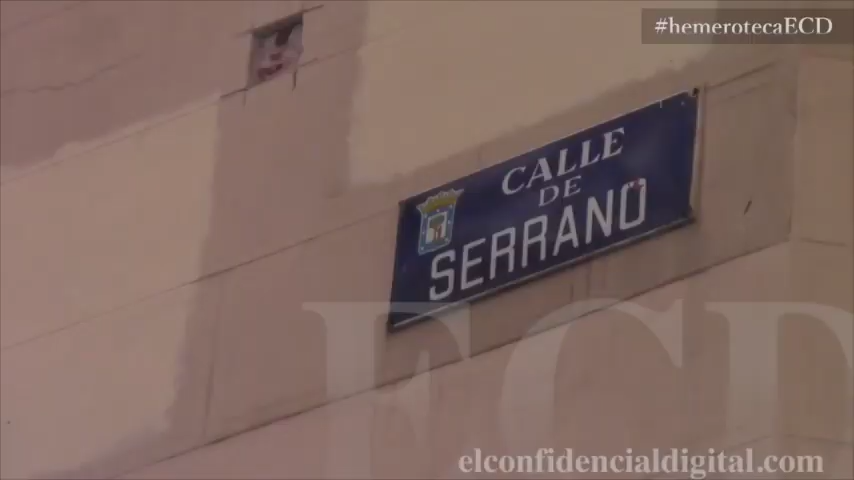 #hemerotecaECD
CALLE
DE
SERRANO
ECD
elconfidencialdigital.com